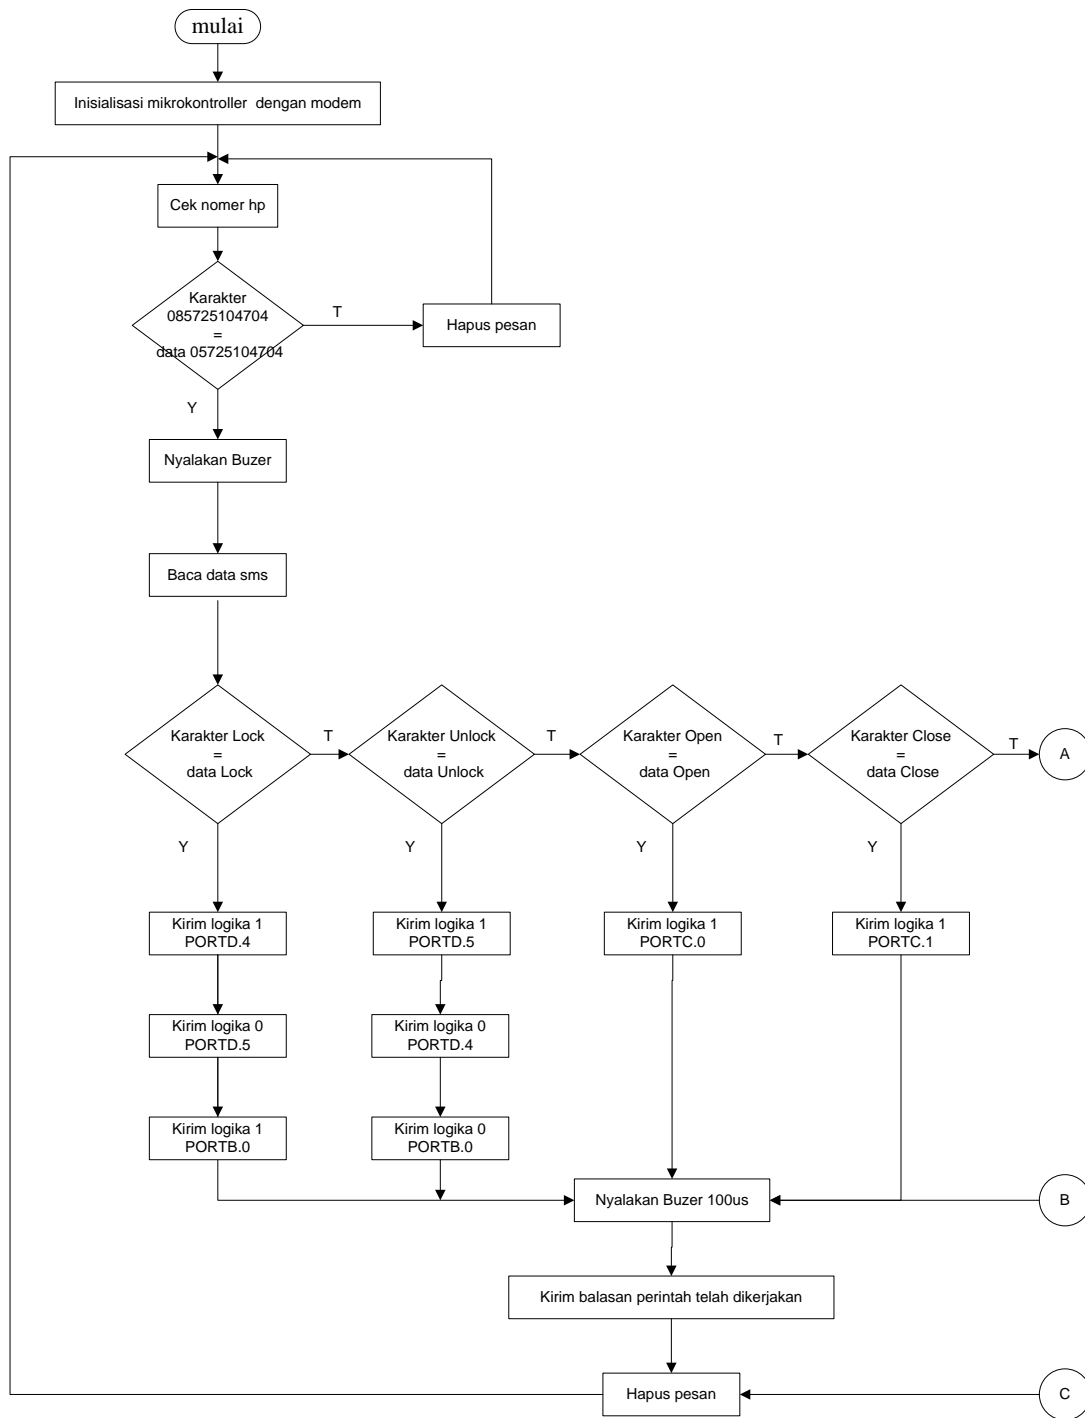 mulai
Inisialisasi mikrokontroller dengan modem
Cek nomer hp
Karakter
085725104704
=
data 05725104704
T
Hapus pesan
Y
Nyalakan Buzer
Baca data sms
Karakter Lock
=
data Lock
T
Karakter Unlock
=
data Unlock
T
Karakter Open
=
data Open
T
Karakter Close
=
data Close
T
A
Y
Y
Y
Y
Kirim logika 1
PORTD.4
Kirim logika 1
PORTD.5
Kirim logika 1
PORTC.0
Kirim logika 1
PORTC.1
Kirim logika 0
PORTD.5
Kirim logika 0
PORTD.4
Kirim logika 1
PORTB.0
Kirim logika 0
PORTB.0
Nyalakan Buzer 100us
B
Kirim balasan perintah telah dikerjakan
Hapus pesan
C